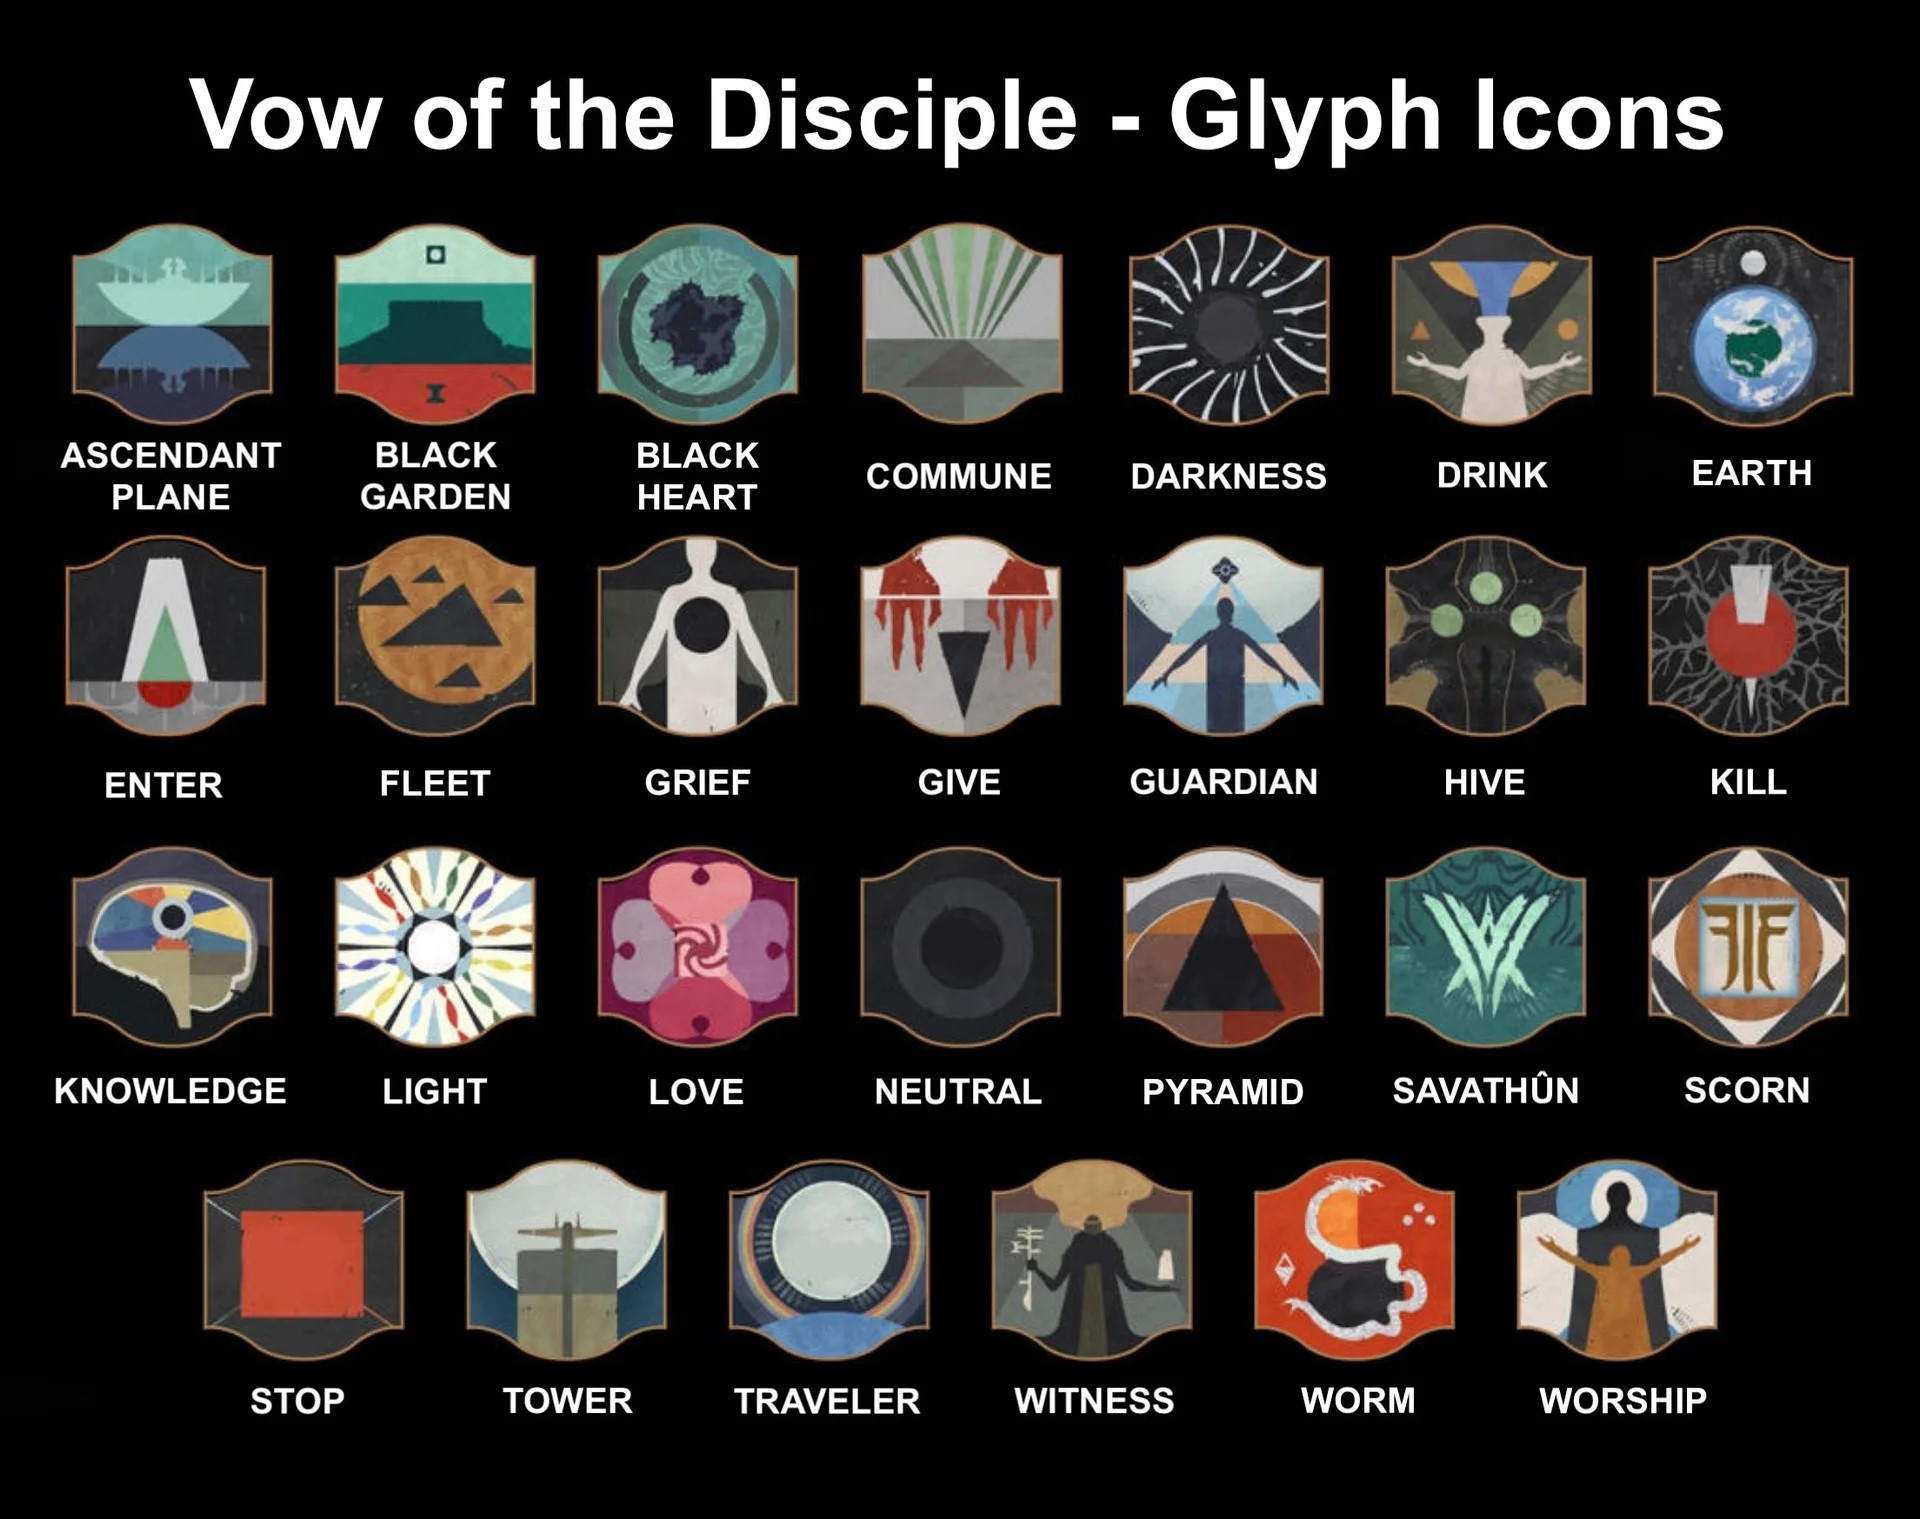 Vow of the Disciple - Glyph Icons
ASCENDANT PLANE
BLACK GARDEN
BLACK HEART
COMMUNE
DARKNESS
DRINK
EARTH
ENTER
FLEET
GRIEF
GIVE
GUARDIAN
HIVE
KILL
KNOWLEDGE
LIGHT
LOVE
NEUTRAL
PYRAMID
SAVATHÛN
SCORN
STOP
TOWER
TRAVELER
WITNESS
WORM
WORSHIP